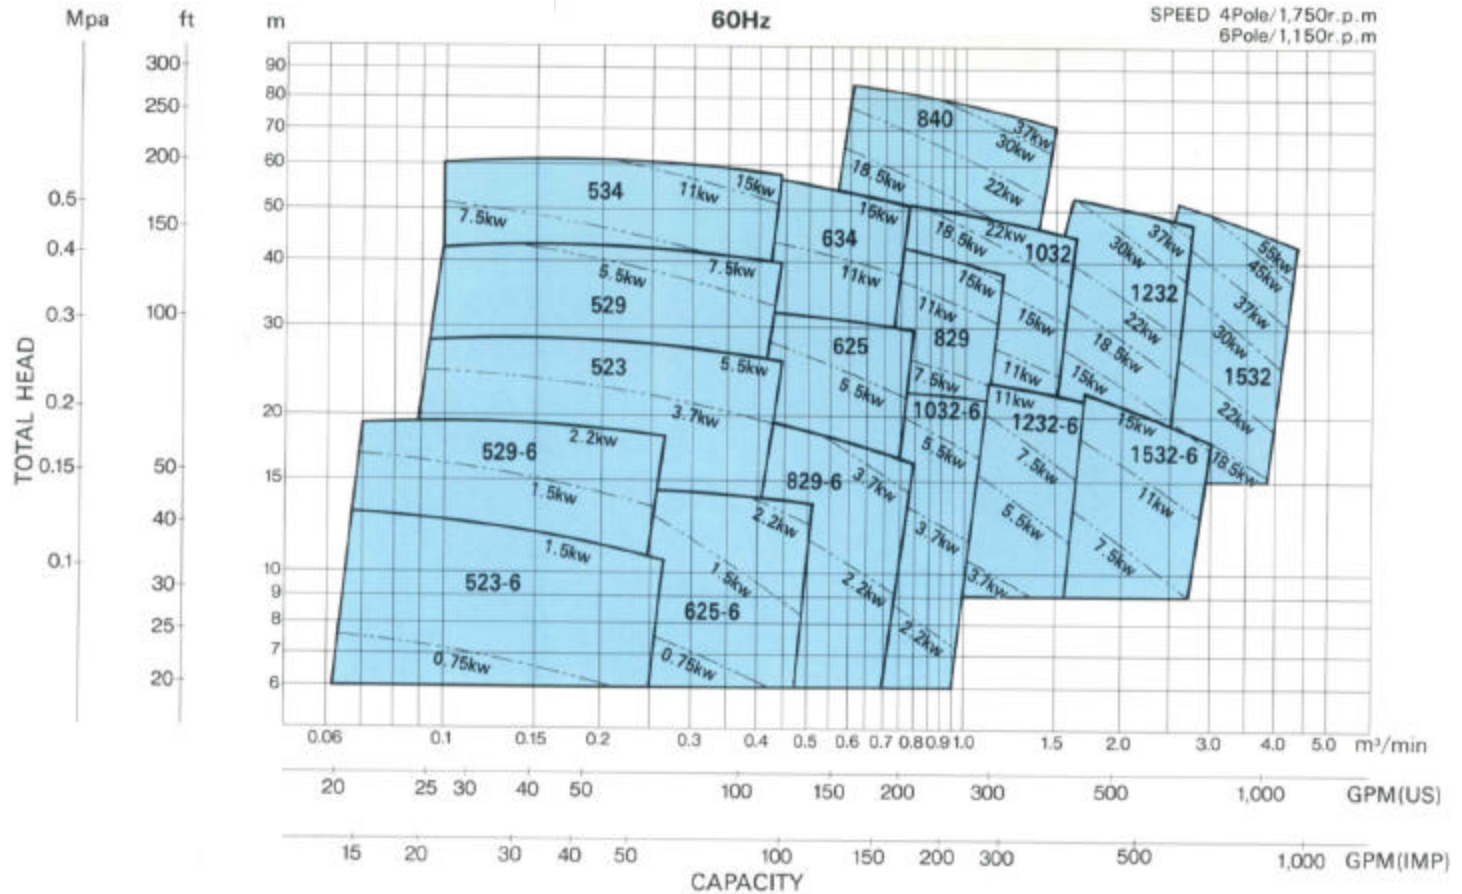 Mpa ft m 60Hz SPEED 4Pole/1,750r.p.m
6Pole/1,150r.p.m
300 90
250 80
840 37kw
70 30kw
200 60
18.5kw 22kw
534 11kw 15kw
0.5 50 7.5kw
150 15kw 634 18.5kw 22kw 1032 37kw 30kw 55kw 45kw
0.4 40
5.5kw 7.5kw 11kw 15kw 1232 37kw
529
0.3 100 30
11kw 15kw 22kw 30kw
625 829 18.5kw
523 5.5kw
7.5kw 11kw 15kw 1532
0.2 20
3.7kw 5.5kw 1032-6 11kw 1232-6 15kw 22kw
529-6 2.2kw
0.15 50 15
5.5kw 7.5kw 1532-6 18.5kw
1.5kw 829-6 3.7kw 11kw
40 2.2kw
1.5kw 3.7kw 5.5kw 7.5kw
0.1 10
523-6 1.5kw 2.2kw 3.7kw
30 9
625-6
25 8
2.2kw
7
0.75kw 0.75kw
20 6
TOTAL HEAD
0.06 0.1 0.15 0.2 0.3 0.4 0.5 0.6 0.7 0.8 0.9 1.0 1.5 2.0 3.0 4.0 5.0 m³/min
20 25 30 40 50 100 150 200 300 500 1,000 GPM(US)
15 20 30 40 50 100 150 200 300 500 1,000 GPM(IMP)
CAPACITY